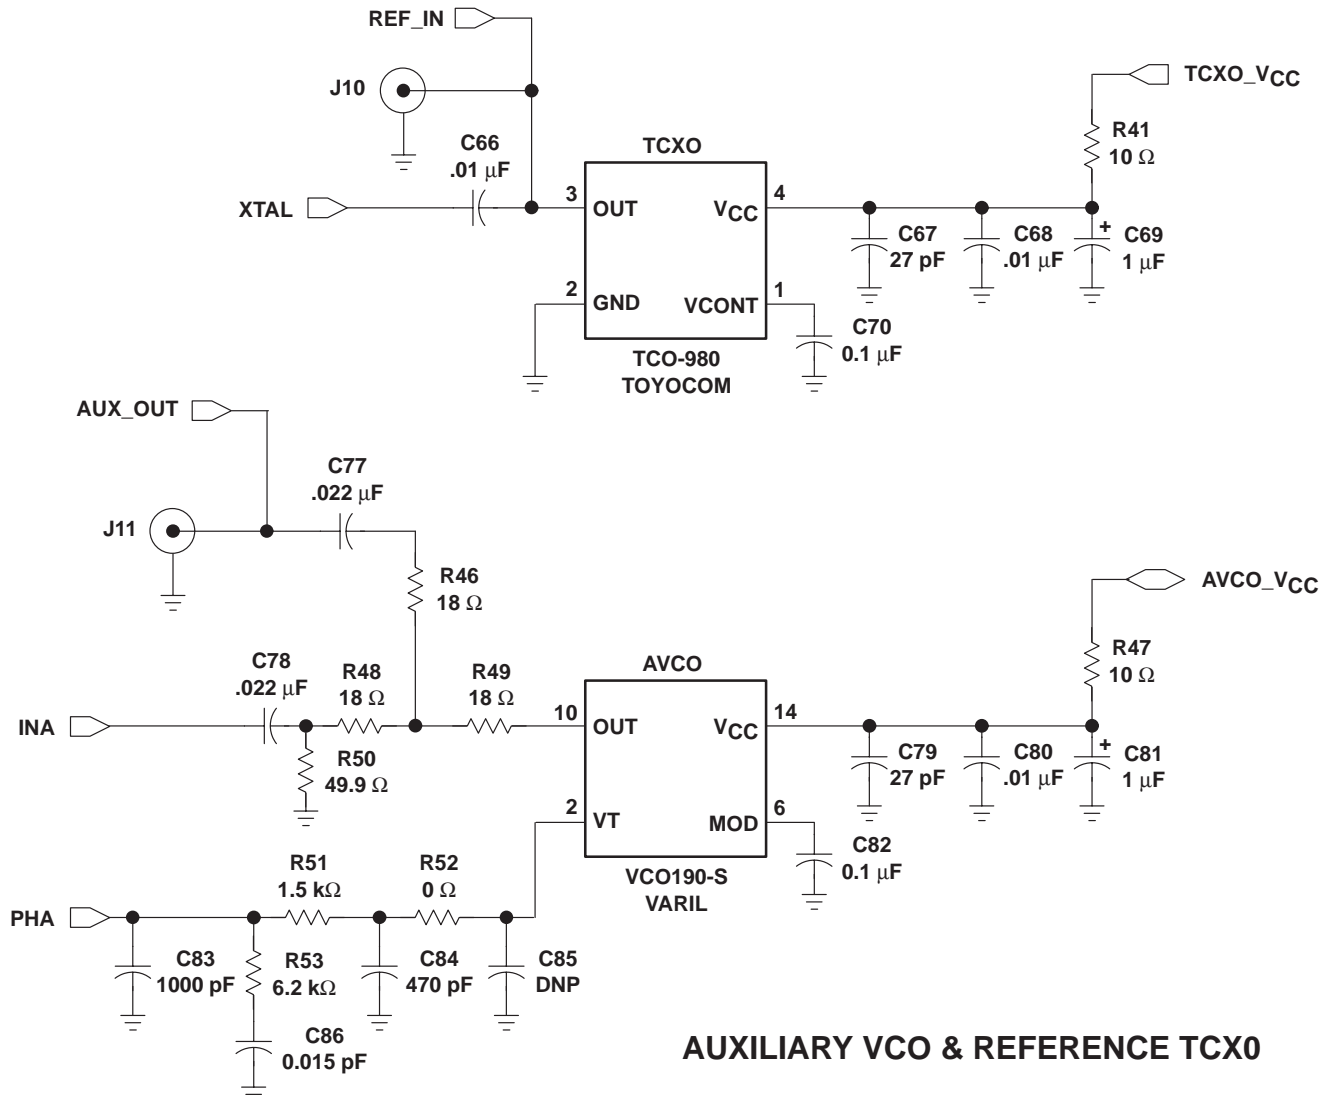 REF_IN
J10
TCXO_VCC
R41
10 Ω
C66
.01 μF
TCXO
XTAL
3
OUT
VCC
4
C67
27 pF
C68
.01 μF
+
C69
1 μF
2
GND
VCONT
1
C70
0.1 μF
TCO-980
TOYOCOM
AUX_OUT
C77
.022 μF
J11
R46
18 Ω
AVCO_VCC
R47
10 Ω
C78
.022 μF
R48
18 Ω
R49
18 Ω
AVCO
INA
10
OUT
VCC
14
R50
49.9 Ω
C79
27 pF
C80
.01 μF
+
C81
1 μF
2
VT
MOD
6
C82
0.1 μF
VCO190-S
VARIL
R51
1.5 kΩ
R52
0 Ω
PHA
C83
1000 pF
R53
6.2 kΩ
C84
470 pF
C85
DNP
C86
0.015 pF
AUXILIARY VCO & REFERENCE TCX0